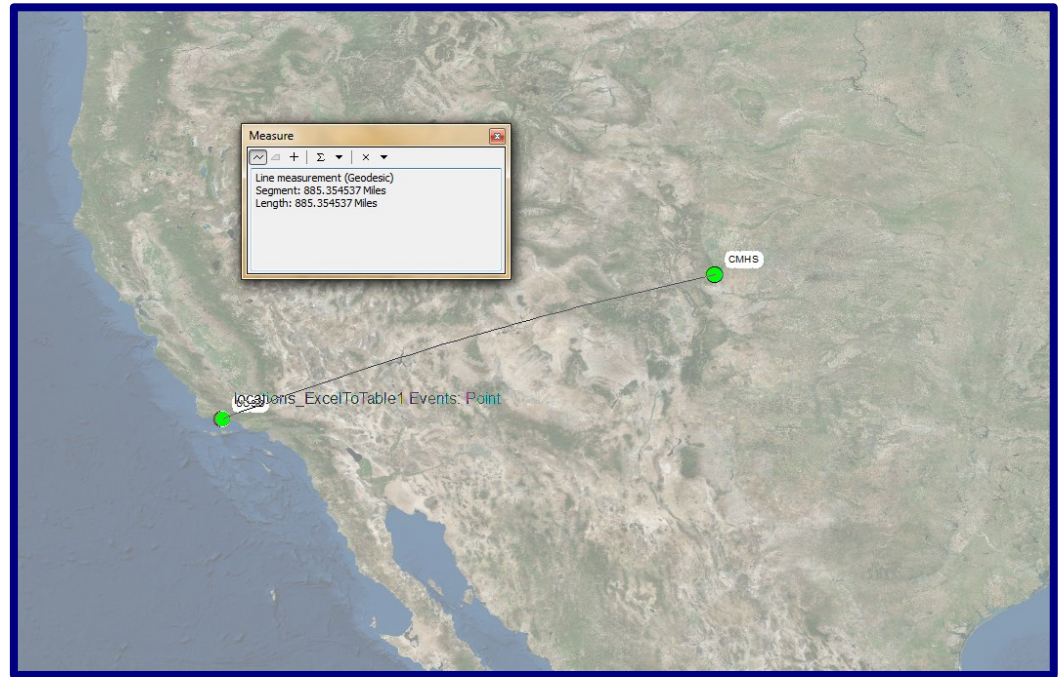 Measure
Line measurement (Geodesic)
Segment: 885.354537 Miles
Length: 885.354537 Miles
CMHS
locations_ExcelToTable1 Events: Point